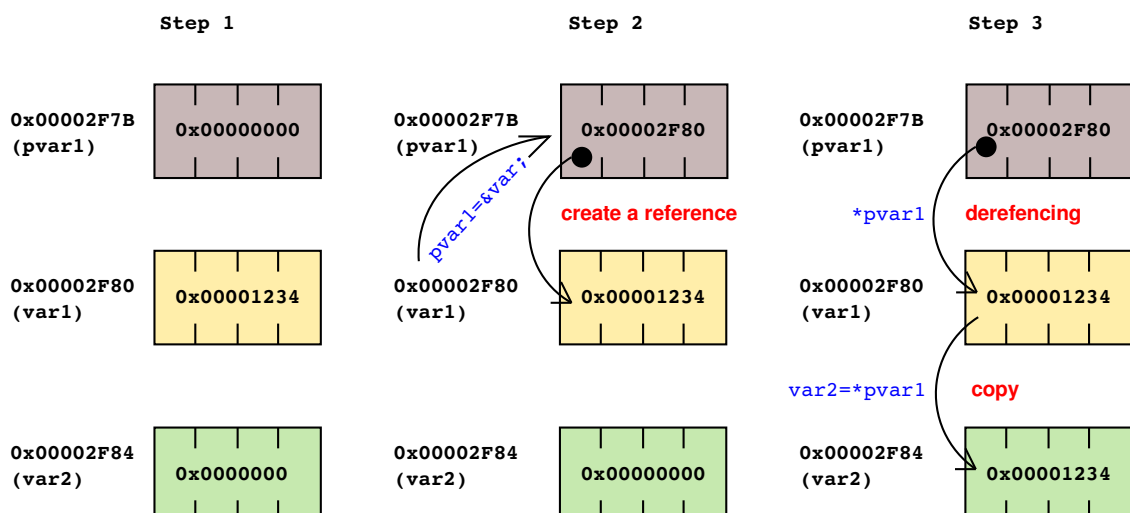 Step 1
Step 2
Step 3
0x00002F7B
(pvar1)
0x00000000
0x00002F7B
(pvar1)
0x00002F80
0x00002F7B
(pvar1)
0x00002F80
pvar1=&var;
create a reference
*pvar1
derefencing
0x00002F80
(var1)
0x00001234
0x00002F80
(var1)
0x00001234
0x00002F80
(var1)
0x00001234
var2=*pvar1
copy
0x00002F84
(var2)
0x0000000
0x00002F84
(var2)
0x00000000
0x00002F84
(var2)
0x00001234